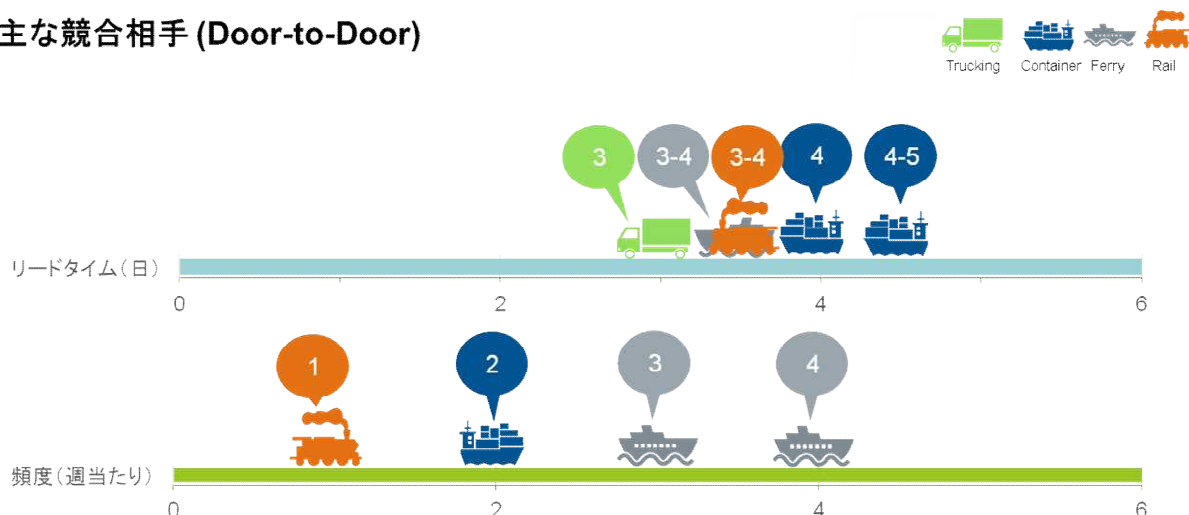 主な競合相手 (Door-to-Door)
Trucking Container Ferry Rail
3 3-4 3-4 4 4-5
リードタイム(日)
0 2 4 6
1 2 3 4
頻度(週当たり)
0 2 4 6